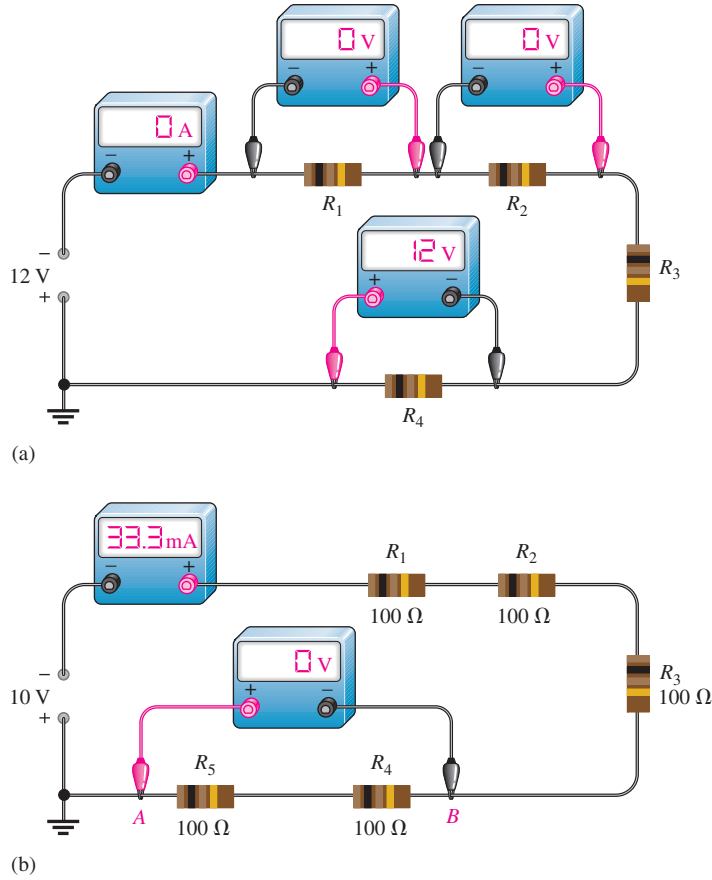 0 V 0 V
− + − +
0 A
− +
R1 R2
12 V
+ −
R3
−
12 V
+
R4
(a)
33.3 mA
− +
R1 R2
100 Ω 100 Ω
0 V
+ −
R3
100 Ω
−
10 V
+
R5 R4
A 100 Ω 100 Ω B
(b)